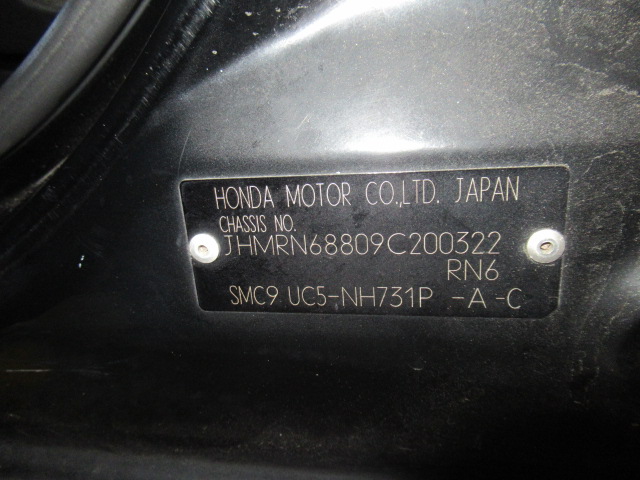 HONDA MOTOR CO.,LTD. JAPAN
CHASSIS NO.
JHMRN68809C200322
RN6
SMC9 UC5-NH731P -A -C